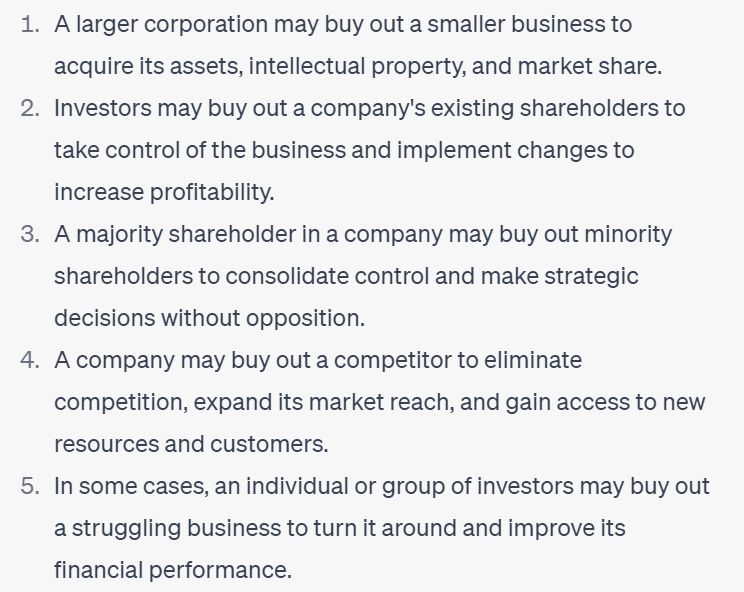 1. A larger corporation may buy out a smaller business to
acquire its assets, intellectual property, and market share.
2. Investors may buy out a company's existing shareholders to
take control of the business and implement changes to
increase profitability.
3. A majority shareholder in a company may buy out minority
shareholders to consolidate control and make strategic
decisions without opposition.
4. A company may buy out a competitor to eliminate
competition, expand its market reach, and gain access to new
resources and customers.
5. In some cases, an individual or group of investors may buy out
a struggling business to turn it around and improve its
financial performance.